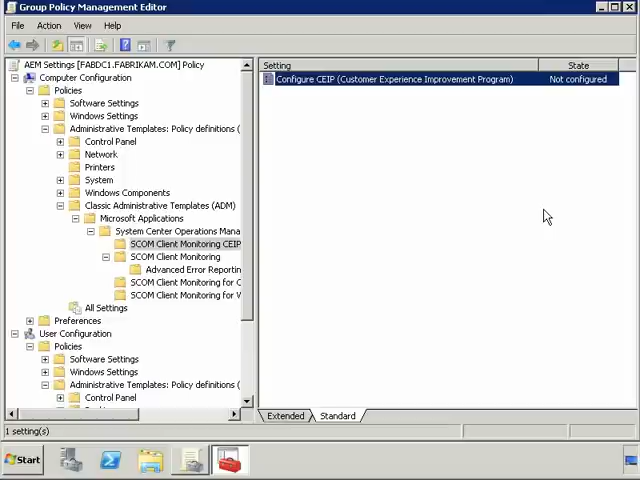 Group Policy Management Editor
File Action View Help
AEM Settings [FABDC1.FABRIKAM.COM] Policy
Computer Configuration
Policies
Software Settings
Windows Settings
Administrative Templates: Policy definitions (
Control Panel
Network
Printers
System
Windows Components
Classic Administrative Templates (ADM)
Microsoft Applications
System Center Operations Mana
SCOM Client Monitoring CEIP
SCOM Client Monitoring
Advanced Error Reportin
SCOM Client Monitoring for C
SCOM Client Monitoring for W
All Settings
Preferences
User Configuration
Policies
Software Settings
Windows Settings
Administrative Templates: Policy definitions (
Control Panel
Setting State
Configure CEIP (Customer Experience Improvement Program) Not configured
Extended Standard
1 setting(s)
Start